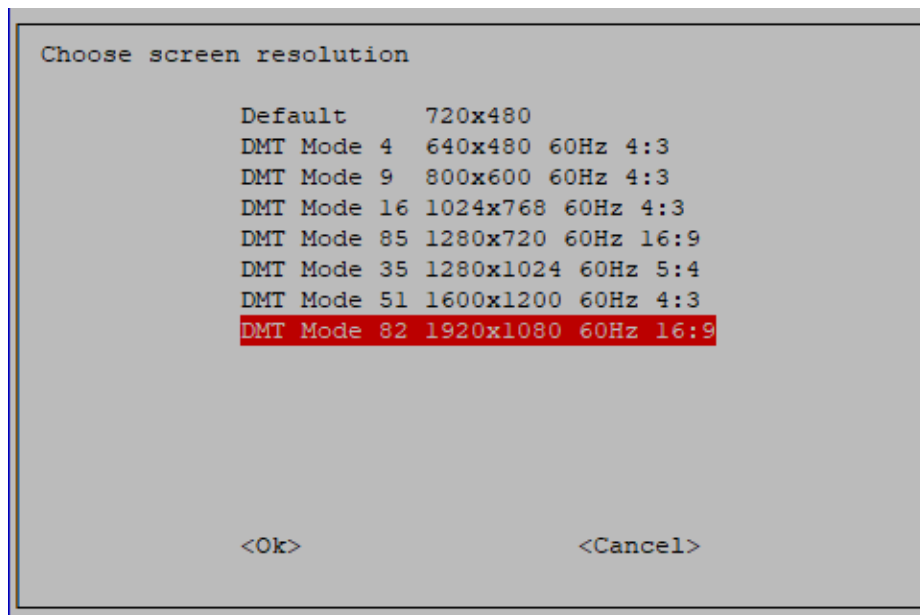 Choose screen resolution
Default 720x480
DMT Mode 4 640x480 60Hz 4:3
DMT Mode 9 800x600 60Hz 4:3
DMT Mode 16 1024x768 60Hz 4:3
DMT Mode 85 1280x720 60Hz 16:9
DMT Mode 35 1280x1024 60Hz 5:4
DMT Mode 51 1600x1200 60Hz 4:3
DMT Mode 82 1920x1080 60Hz 16:9
<Ok> <Cancel>